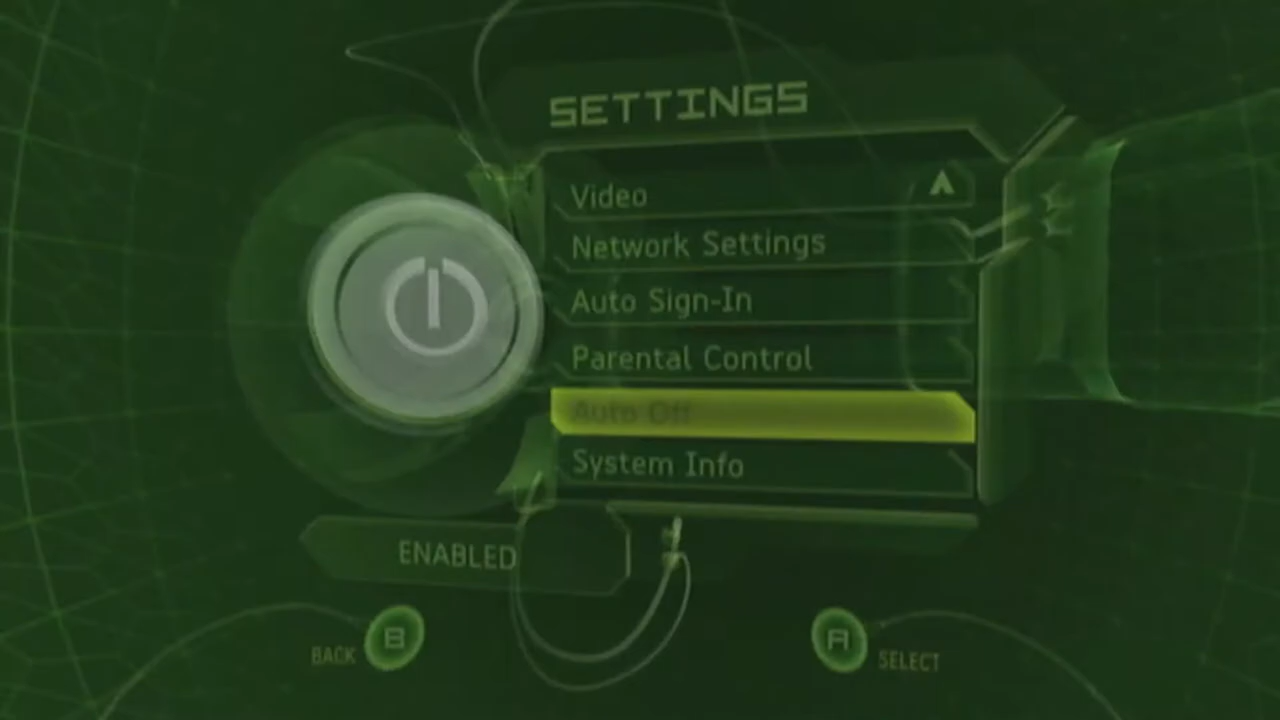 SETTINGS
Video
Network Settings
Auto Sign-In
Parental Control
Auto Off
System Info
ENABLED
BACK B
A SELECT